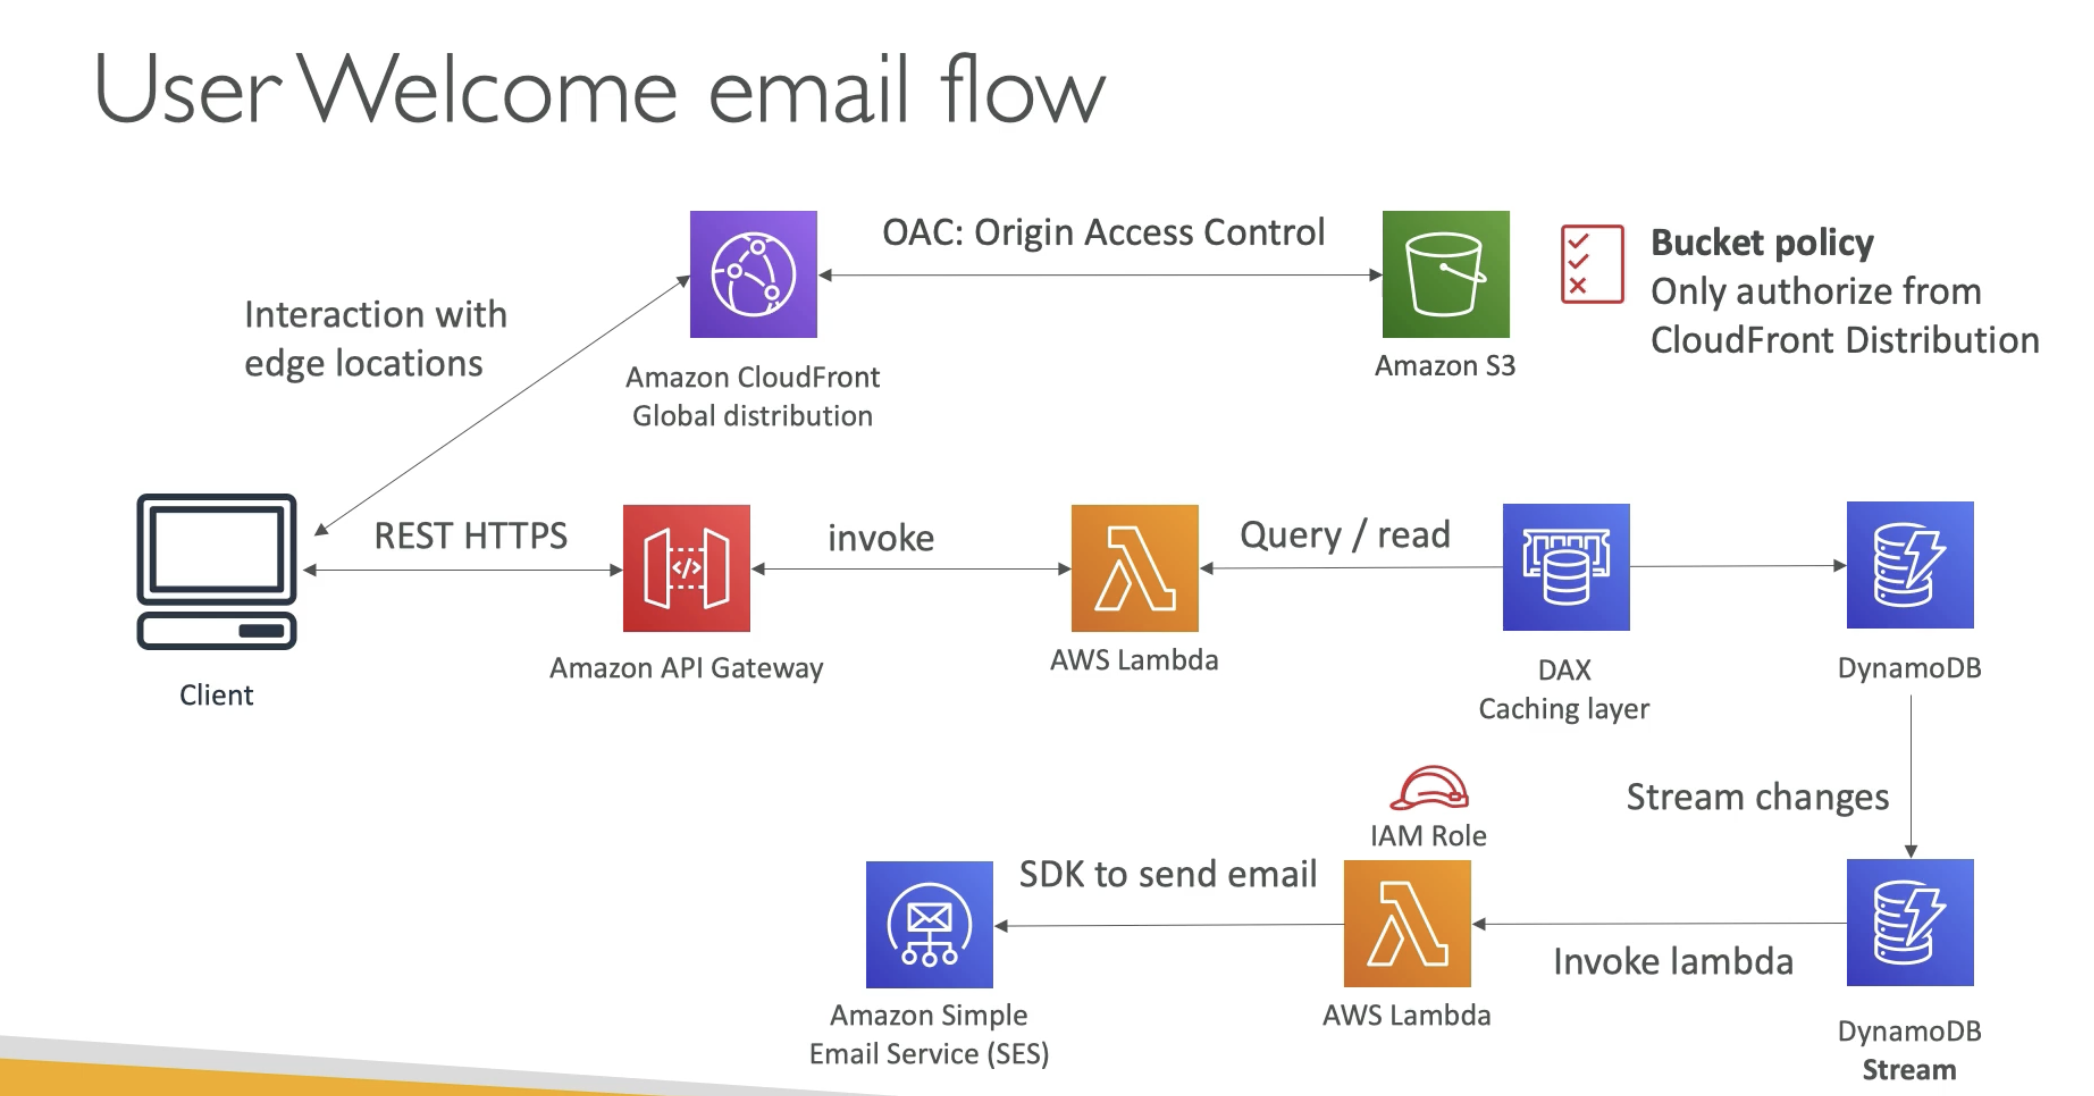 User Welcome email flow
OAC: Origin Access Control
Bucket policy
Only authorize from
CloudFront Distribution
Interaction with
edge locations
Amazon CloudFront
Global distribution
Amazon S3
REST HTTPS
invoke
Query / read
</>
Client
Amazon API Gateway
AWS Lambda
DAX
Caching layer
DynamoDB
Stream changes
IAM Role
SDK to send email
Invoke lambda
Amazon Simple
Email Service (SES)
AWS Lambda
DynamoDB
Stream